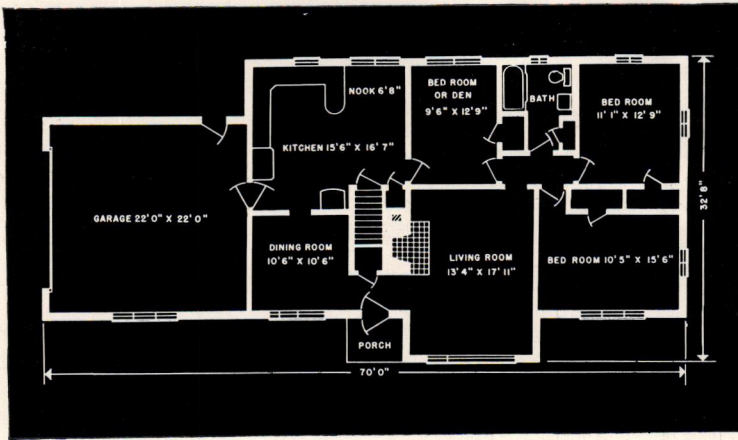 NOOK 6'8"
BED ROOM
OR DEN
9'6" X 12'9"
BATH
BED ROOM
11'1" X 12'9"
KITCHEN 15'6" X 16'7"
GARAGE 22'0" X 22'0"
DINING ROOM
10'6" X 10'6"
LIVING ROOM
13'4" X 17'11"
BED ROOM 10'5" X 15'6"
32'8"
PORCH
70'0"